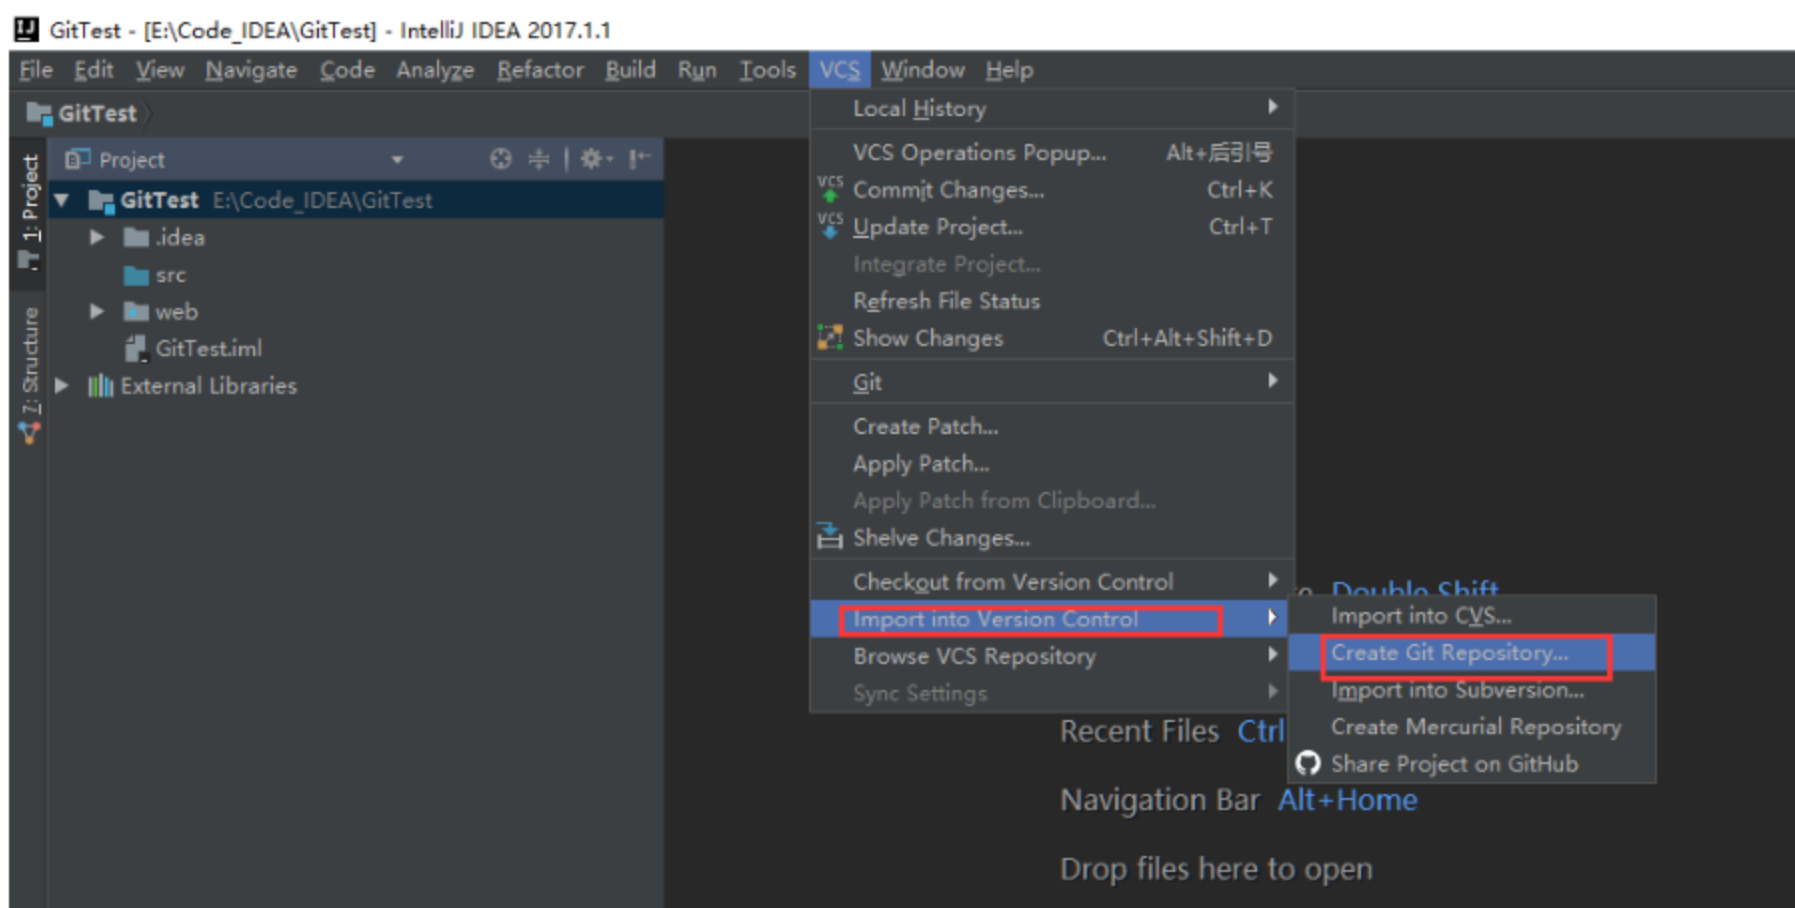 GitTest - [E:\Code_IDEA\GitTest] - IntelliJ IDEA 2017.1.1
File Edit View Navigate Code Analyze Refactor Build Run Tools VCS Window Help
GitTest
1: Project
7: Structure
Project
GitTest E:\Code_IDEA\GitTest
.idea
src
web
GitTest.iml
External Libraries
Local History
VCS Operations Popup... Alt+后引号
VCS Commit Changes... Ctrl+K
VCS Update Project... Ctrl+T
Integrate Project...
Refresh File Status
Show Changes Ctrl+Alt+Shift+D
Git
Create Patch...
Apply Patch...
Apply Patch from Clipboard...
Shelve Changes...
Checkout from Version Control
Import into Version Control
Browse VCS Repository
Sync Settings
Double Shift
Import into CVS...
Create Git Repository...
Import into Subversion...
Create Mercurial Repository
Share Project on GitHub
Recent Files Ctrl
Navigation Bar Alt+Home
Drop files here to open